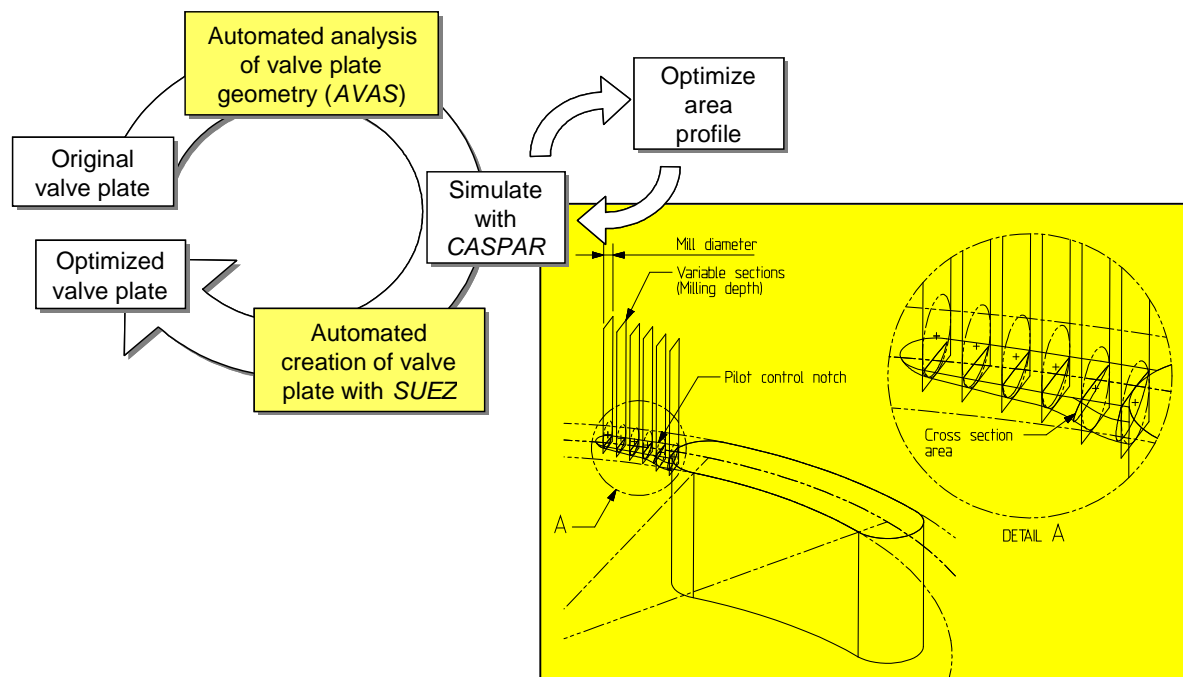 Automated analysis
of valve plate
geometry (AVAS)
Optimize
area
profile
Original
valve plate
Simulate
with
CASPAR
Optimized
valve plate
Automated
creation of valve
plate with SUEZ
Mill diameter
Variable sections
(Milling depth)
Pilot control notch
A
Cross section
area
DETAIL A